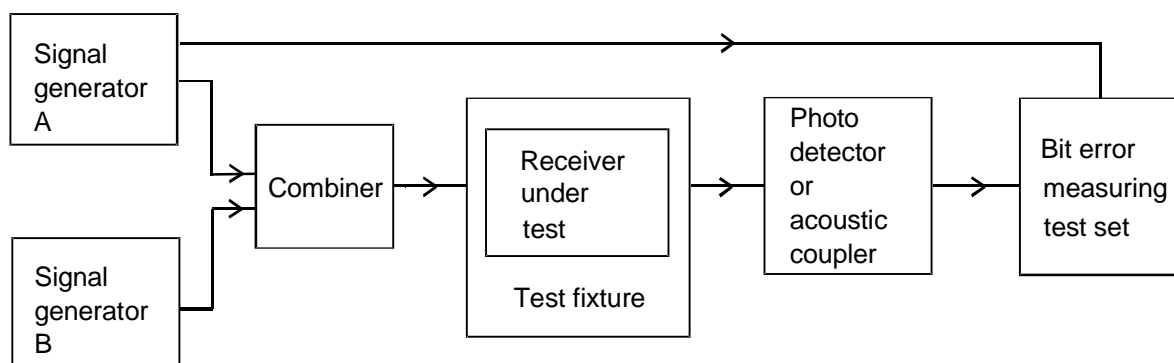 Signal
generator
A
Combiner
Signal
generator
B
Receiver
under
test
Test fixture
Photo
detector
or
acoustic
coupler
Bit error
measuring
test set